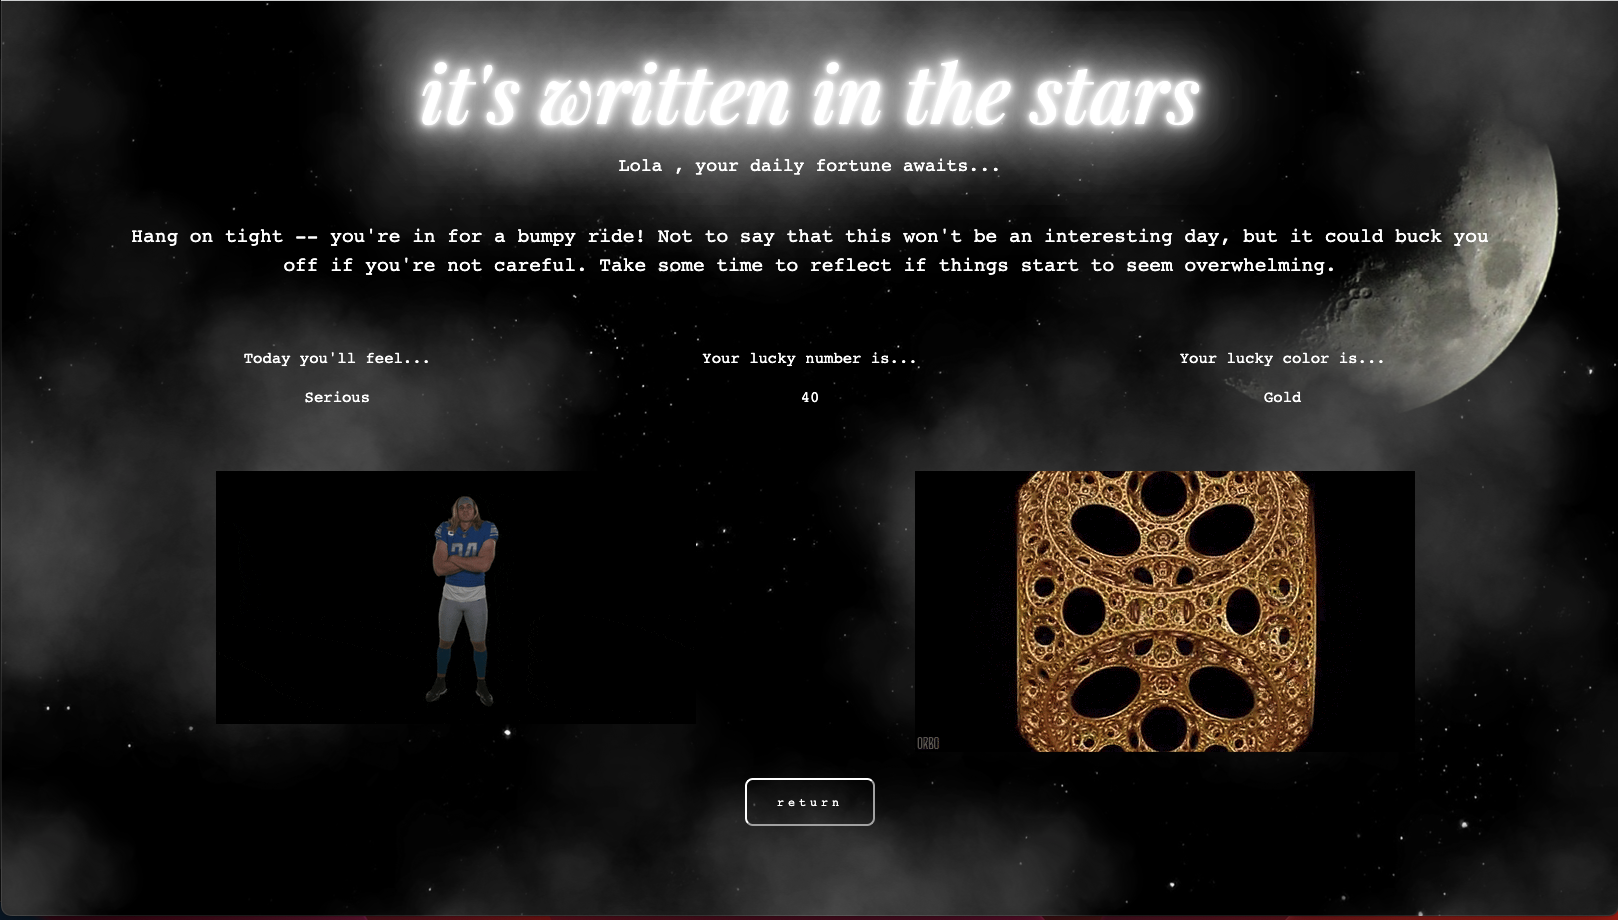 it's written in the stars
Lola , your daily fortune awaits...
Hang on tight -- you're in for a bumpy ride! Not to say that this won't be an interesting day, but it could buck you
off if you're not careful. Take some time to reflect if things start to seem overwhelming.
Today you'll feel...
Your lucky number is...
Your lucky color is...
Serious
40
Gold
ORBO
return